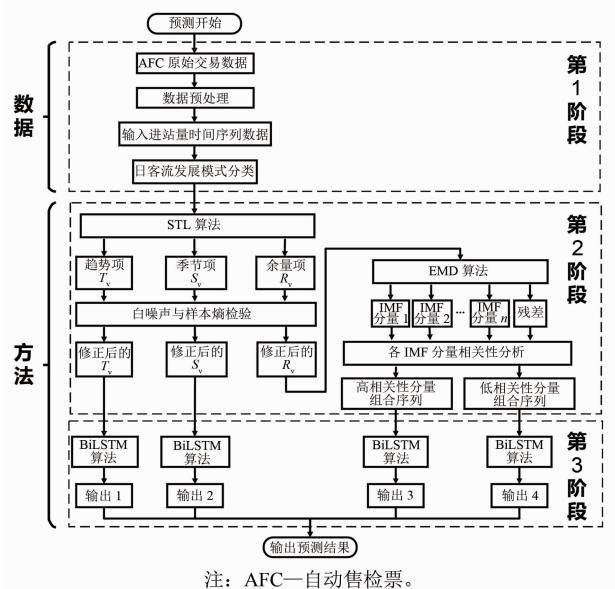 预测开始
数据
第1阶段
AFC 原始交易数据
数据预处理
输入进站量时间序列数据
日客流发展模式分类
方法
第2阶段
STL 算法
趋势项
Tv
季节项
Sv
余量项
Rv
EMD 算法
白噪声与样本熵检验
IMF
分量 1
IMF
分量 2
...
IMF
分量 n
残差
修正后的
Tv
修正后的
Sv
修正后的
Rv
各 IMF 分量相关性分析
高相关性分量
组合序列
低相关性分量
组合序列
第3阶段
BiLSTM
算法
BiLSTM
算法
BiLSTM
算法
BiLSTM
算法
输出 1
输出 2
输出 3
输出 4
输出预测结果
注：AFC—自动售检票。